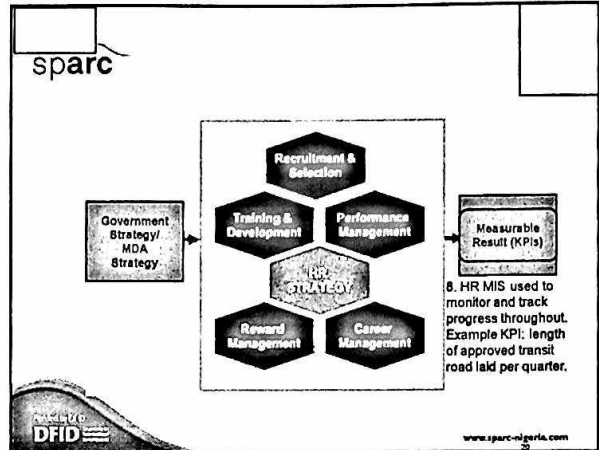 sparc
Recruitment &
Selection
Government
Strategy/
MDA
Strategy
Training &
Development
Performance
Management
Measurable
Result (KPIs)
HR
STRATEGY
Reward
Management
Career
Management
8. HR MIS used to
monitor and track
progress throughout.
Example KPI: length
of approved transit
road laid per quarter.
DFID
www.sparc-nigeria.com
20